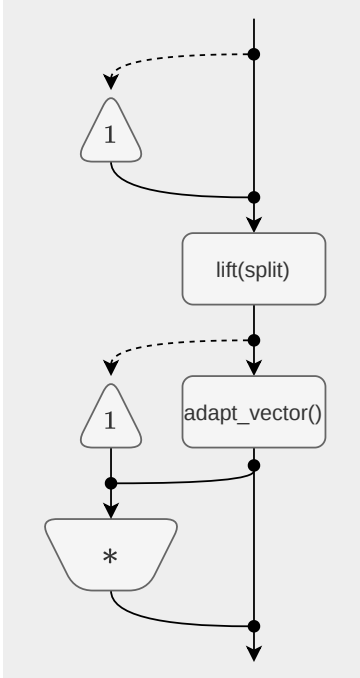 1
lift(split)
1
adapt_vector()
*